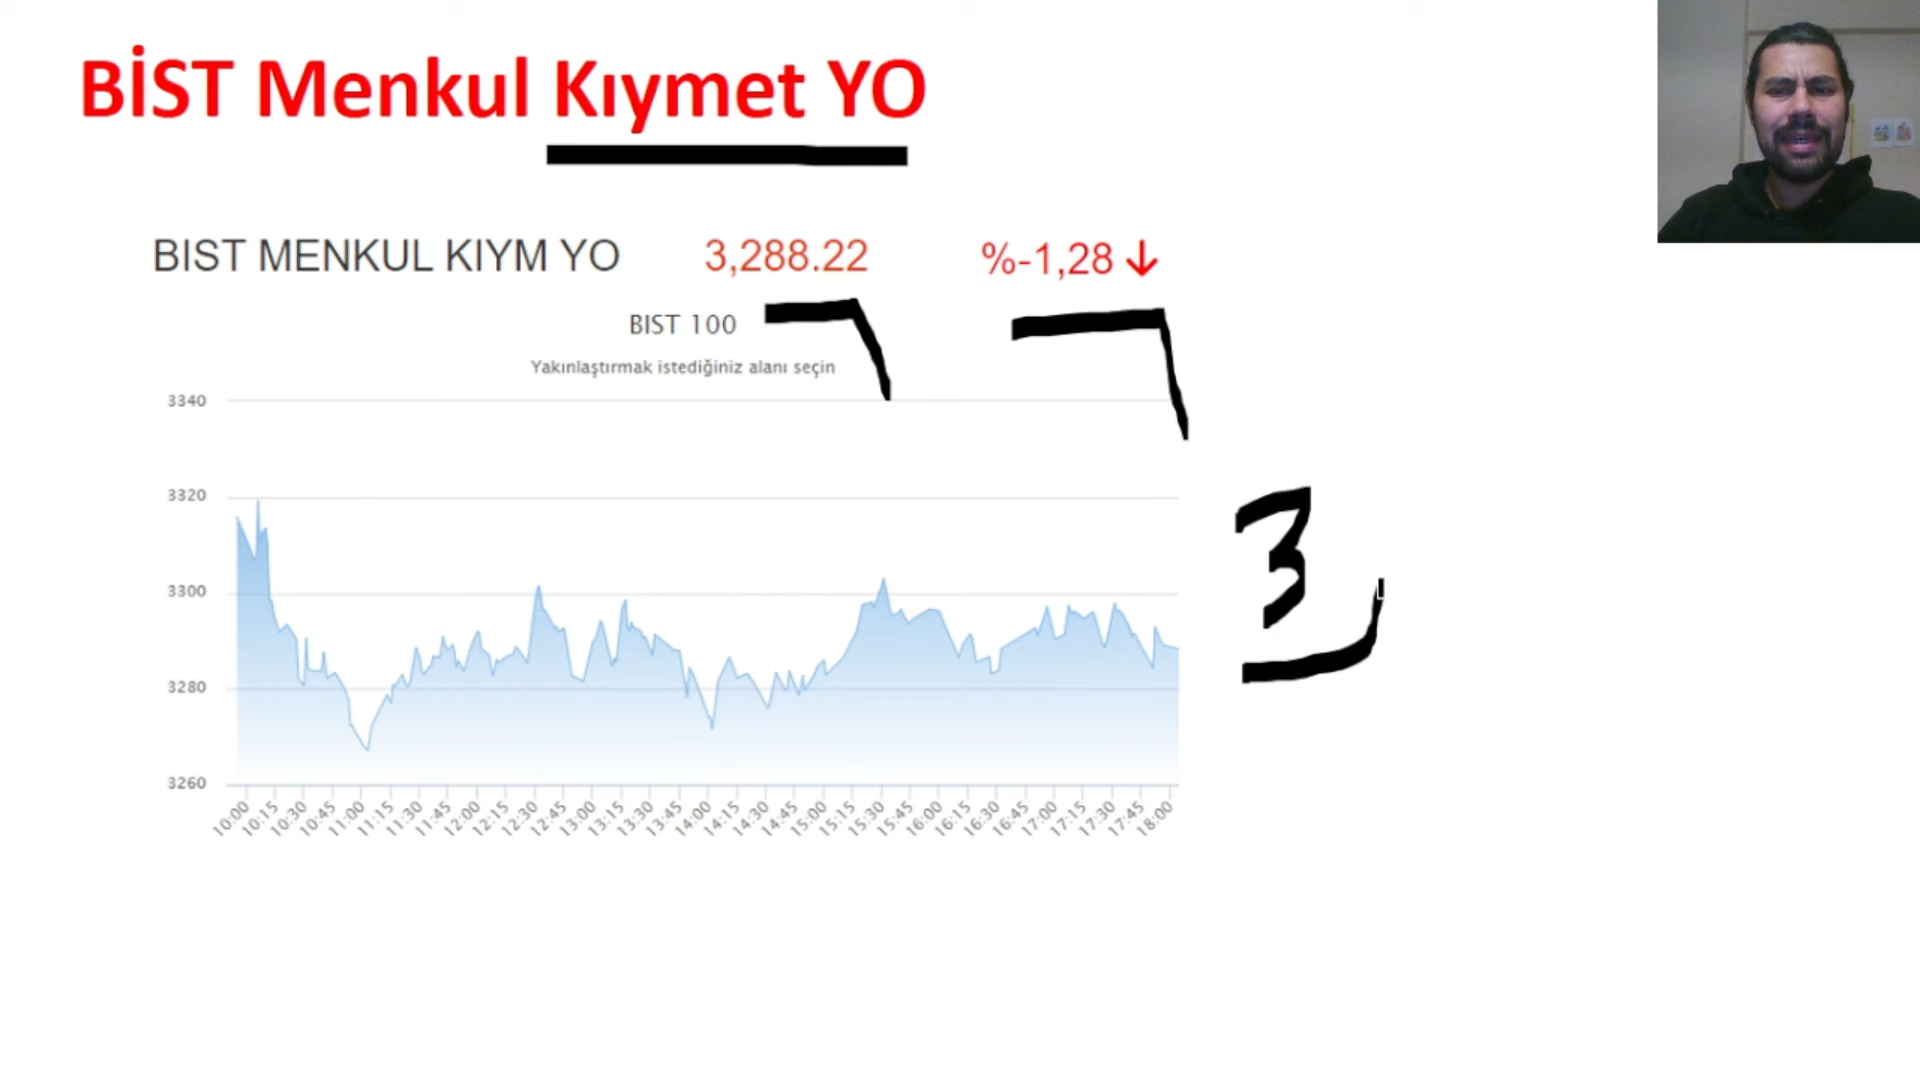 BİST Menkul Kıymet YO
BIST MENKUL KIYM YO 3,288.22 %-1,28
BIST 100
Yakınlaştırmak istediğiniz alanı seçin
3340
3320
3300
3280
3260
10:00 10:15 10:30 10:45 11:00 11:15 11:30 11:45 12:00 12:15 12:30 12:45 13:00 13:15 13:30 13:45 14:00 14:15 14:30 14:45 15:00 15:15 15:30 15:45 16:00 16:15 16:30 16:45 17:00 17:15 17:30 17:45 18:00
3